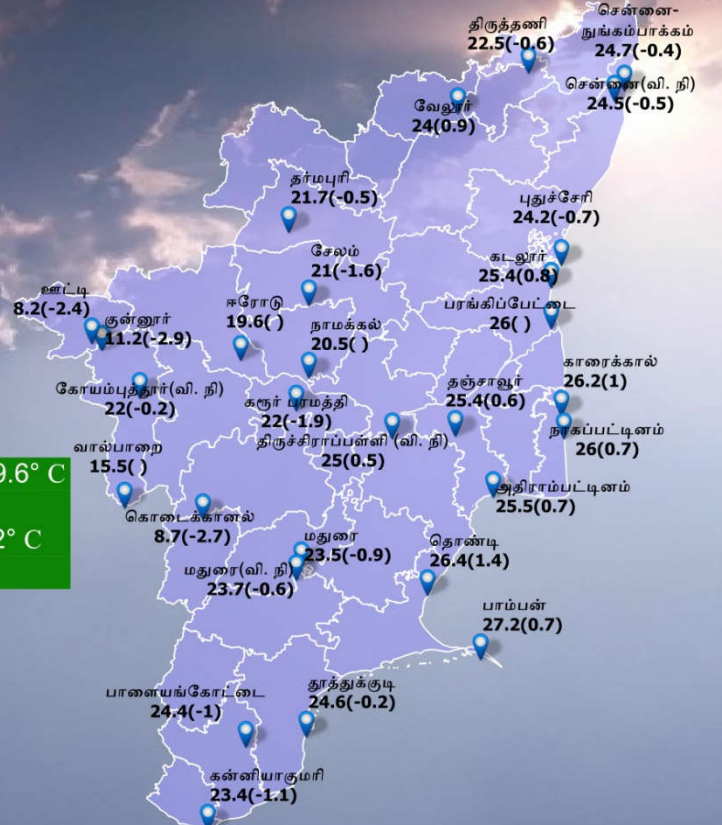 சென்னை-
நுங்கம்பாக்கம்
24.7(-0.4)
திருத்தணி
22.5(-0.6)
சென்னை(வி. நி)
24.5(-0.5)
வேலூர்
24(0.9)
தர்மபுரி
21.7(-0.5)
புதுச்சேரி
24.2(-0.7)
சேலம்
21(-1.6)
கடலூர்
25.4(0.8)
ஊட்டி
8.2(-2.4)
குன்னூர்
11.2(-2.9)
ஈரோடு
19.6( )
நாமக்கல்
20.5( )
பரங்கிப்பேட்டை
26( )
காரைக்கால்
26.2(1)
கோயம்புத்தூர்(வி. நி)
22(-0.2)
கரூர் பரமத்தி
22(-1.9)
தஞ்சாவூர்
25.4(0.6)
திருச்சிராப்பள்ளி (வி. நி)
25(0.5)
நாகப்பட்டினம்
26(0.7)
வால்பாறை
15.5( )
9.6° C
2° C
அதிராம்பட்டினம்
25.5(0.7)
கொடைக்கானல்
8.7(-2.7)
மதுரை
23.5(-0.9)
மதுரை(வி. நி)
23.7(-0.6)
தொண்டி
26.4(1.4)
பாம்பன்
27.2(0.7)
பாளையங்கோட்டை
24.4(-1)
தூத்துக்குடி
24.6(-0.2)
கன்னியாகுமரி
23.4(-1.1)